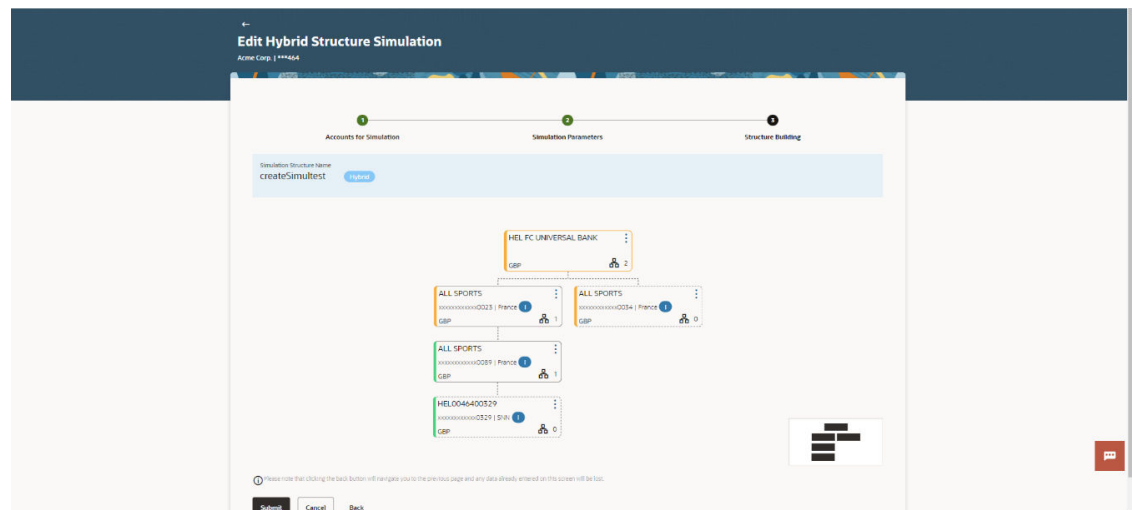 ←
Edit Hybrid Structure Simulation
Acme Corp. | ***464
1 2 3
Accounts for Simulation Simulation Parameters Structure Building
Simulation Structure Name
createSimultest Hybrid
HEL FC UNIVERSAL BANK
GBP 2
ALL SPORTS ALL SPORTS
xxxxxxxxxxxx0023 | France I xxxxxxxxxxxx0034 | France I
GBP 1 GBP 0
ALL SPORTS
xxxxxxxxxxxx0089 | France I
GBP 1
HEL0046400329
xxxxxxxxxxxx0329 | SNN I
GBP 0
Please note that clicking the back button will navigate you to the previous page and any data already entered on this screen will be lost.
Submit Cancel Back